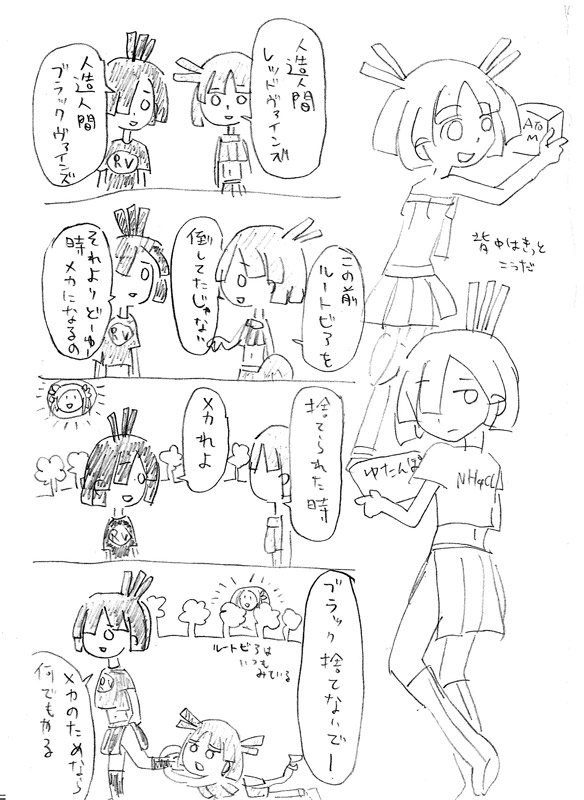 人造人間
レッドヴァインズ
人造人間
ブラックヴァインズ
RV
この前
ルートビアを
倒してたじゃない
それよりどーゆー
時メカになるの
RV
捨てられた時
メカれよ
RV
ブラック捨てないでー!
ルートビアは
いつも
みている
メカのためなら
何でもやる
RV
ATO
M
背中はきっと
こうだ
ゆたんぽ
NH4CL